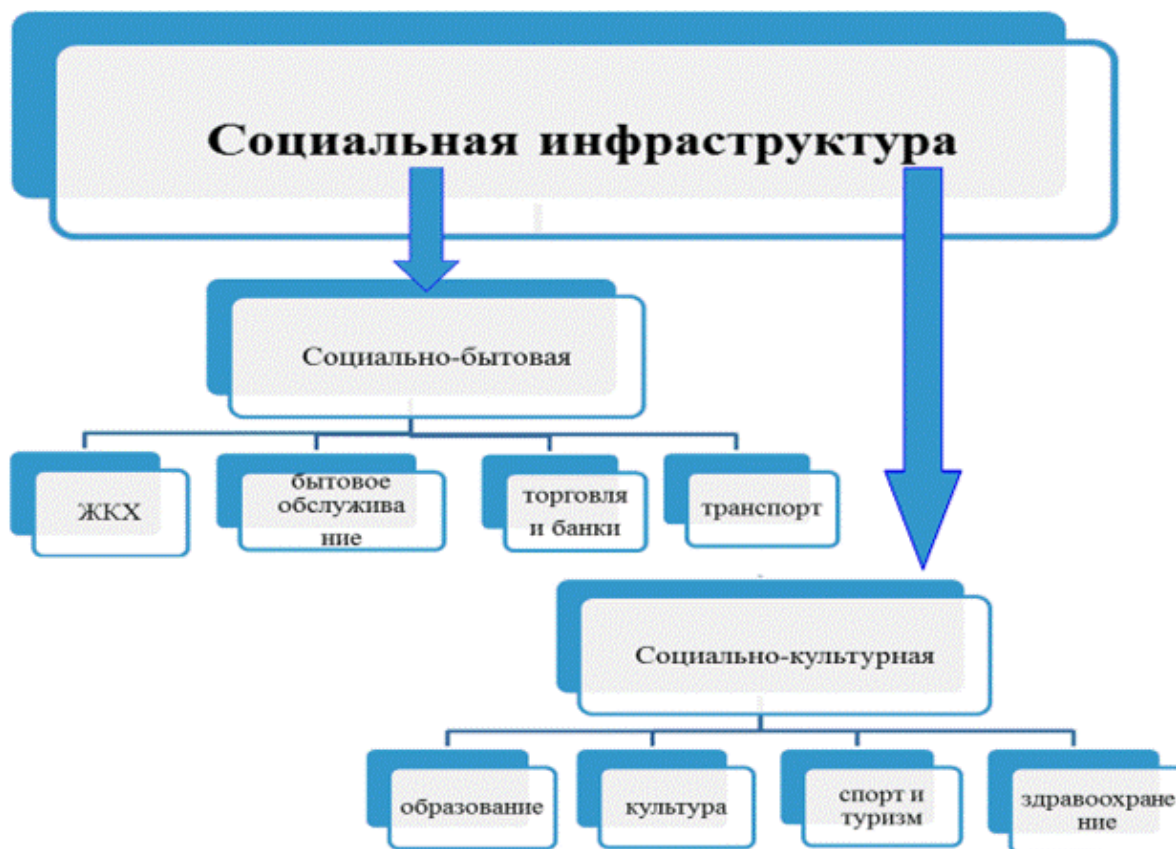 Социальная инфраструктура
Социально-бытовая
ЖКХ
бытовое
обслужива
ние
торговля
и банки
транспорт
Социально-культурная
образование
культура
спорт и
туризм
здравоохране
ние